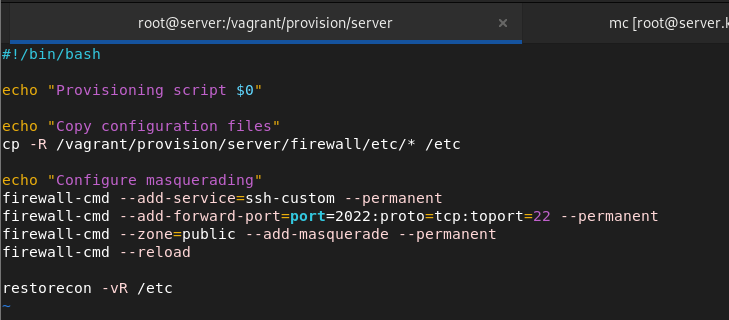 root@server:/vagrant/provision/server × mc [root@server.k
#!/bin/bash
echo "Provisioning script $0"
echo "Copy configuration files"
cp -R /vagrant/provision/server/firewall/etc/* /etc
echo "Configure masquerading"
firewall-cmd --add-service=ssh-custom --permanent
firewall-cmd --add-forward-port=port=2022:proto=tcp:toport=22 --permanent
firewall-cmd --zone=public --add-masquerade --permanent
firewall-cmd --reload
restorecon -vR /etc
~